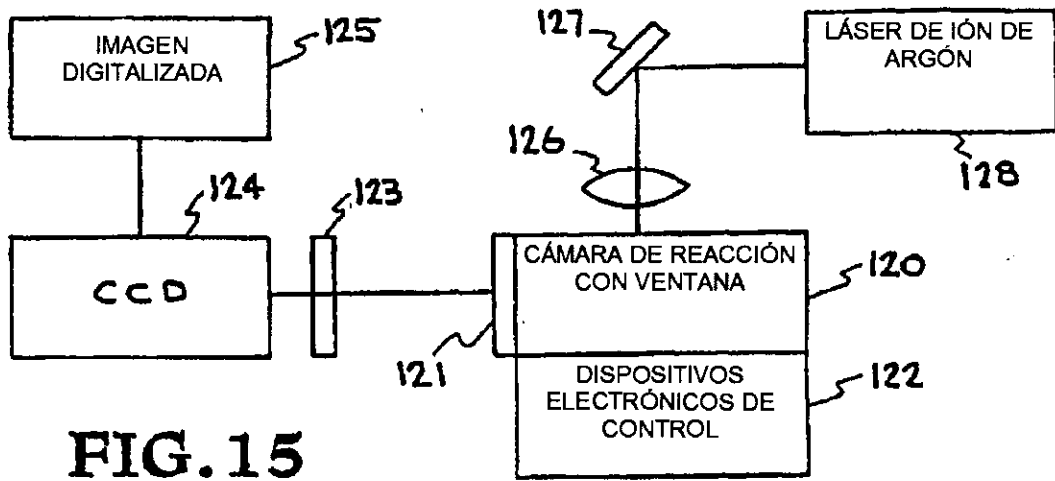 IMAGEN
DIGITALIZADA
125
127
LÁSER DE IÓN DE
ARGÓN
128
126
124
123
CCD
CÁMARA DE REACCIÓN
CON VENTANA
120
121
DISPOSITIVOS
ELECTRÓNICOS DE
CONTROL
122
FIG. 15